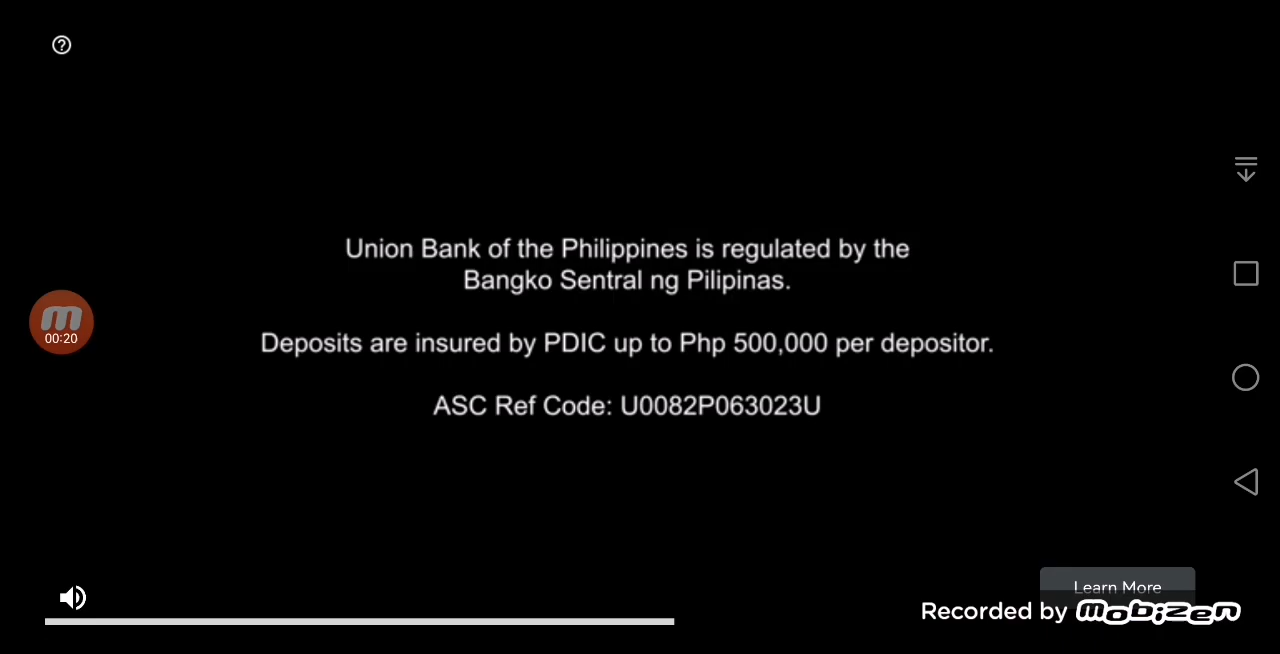 Union Bank of the Philippines is regulated by the
Bangko Sentral ng Pilipinas.
00:20
Deposits are insured by PDIC up to Php 500,000 per depositor.
ASC Ref Code: U0082P063023U
Learn More
Recorded by mobizen